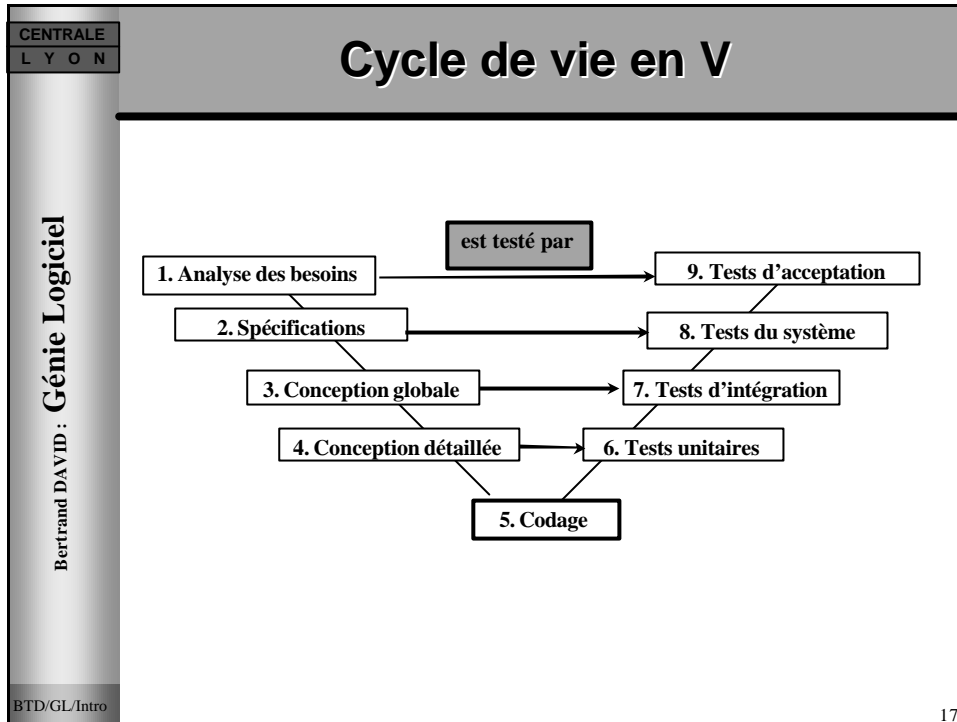 CENTRALE
L Y O N
Cycle de vie en V
Bertrand DAVID : Génie Logiciel
est testé par
1. Analyse des besoins
9. Tests d'acceptation
2. Spécifications
8. Tests du système
3. Conception globale
7. Tests d'intégration
4. Conception détaillée
6. Tests unitaires
5. Codage
BTD/GL/Intro
17